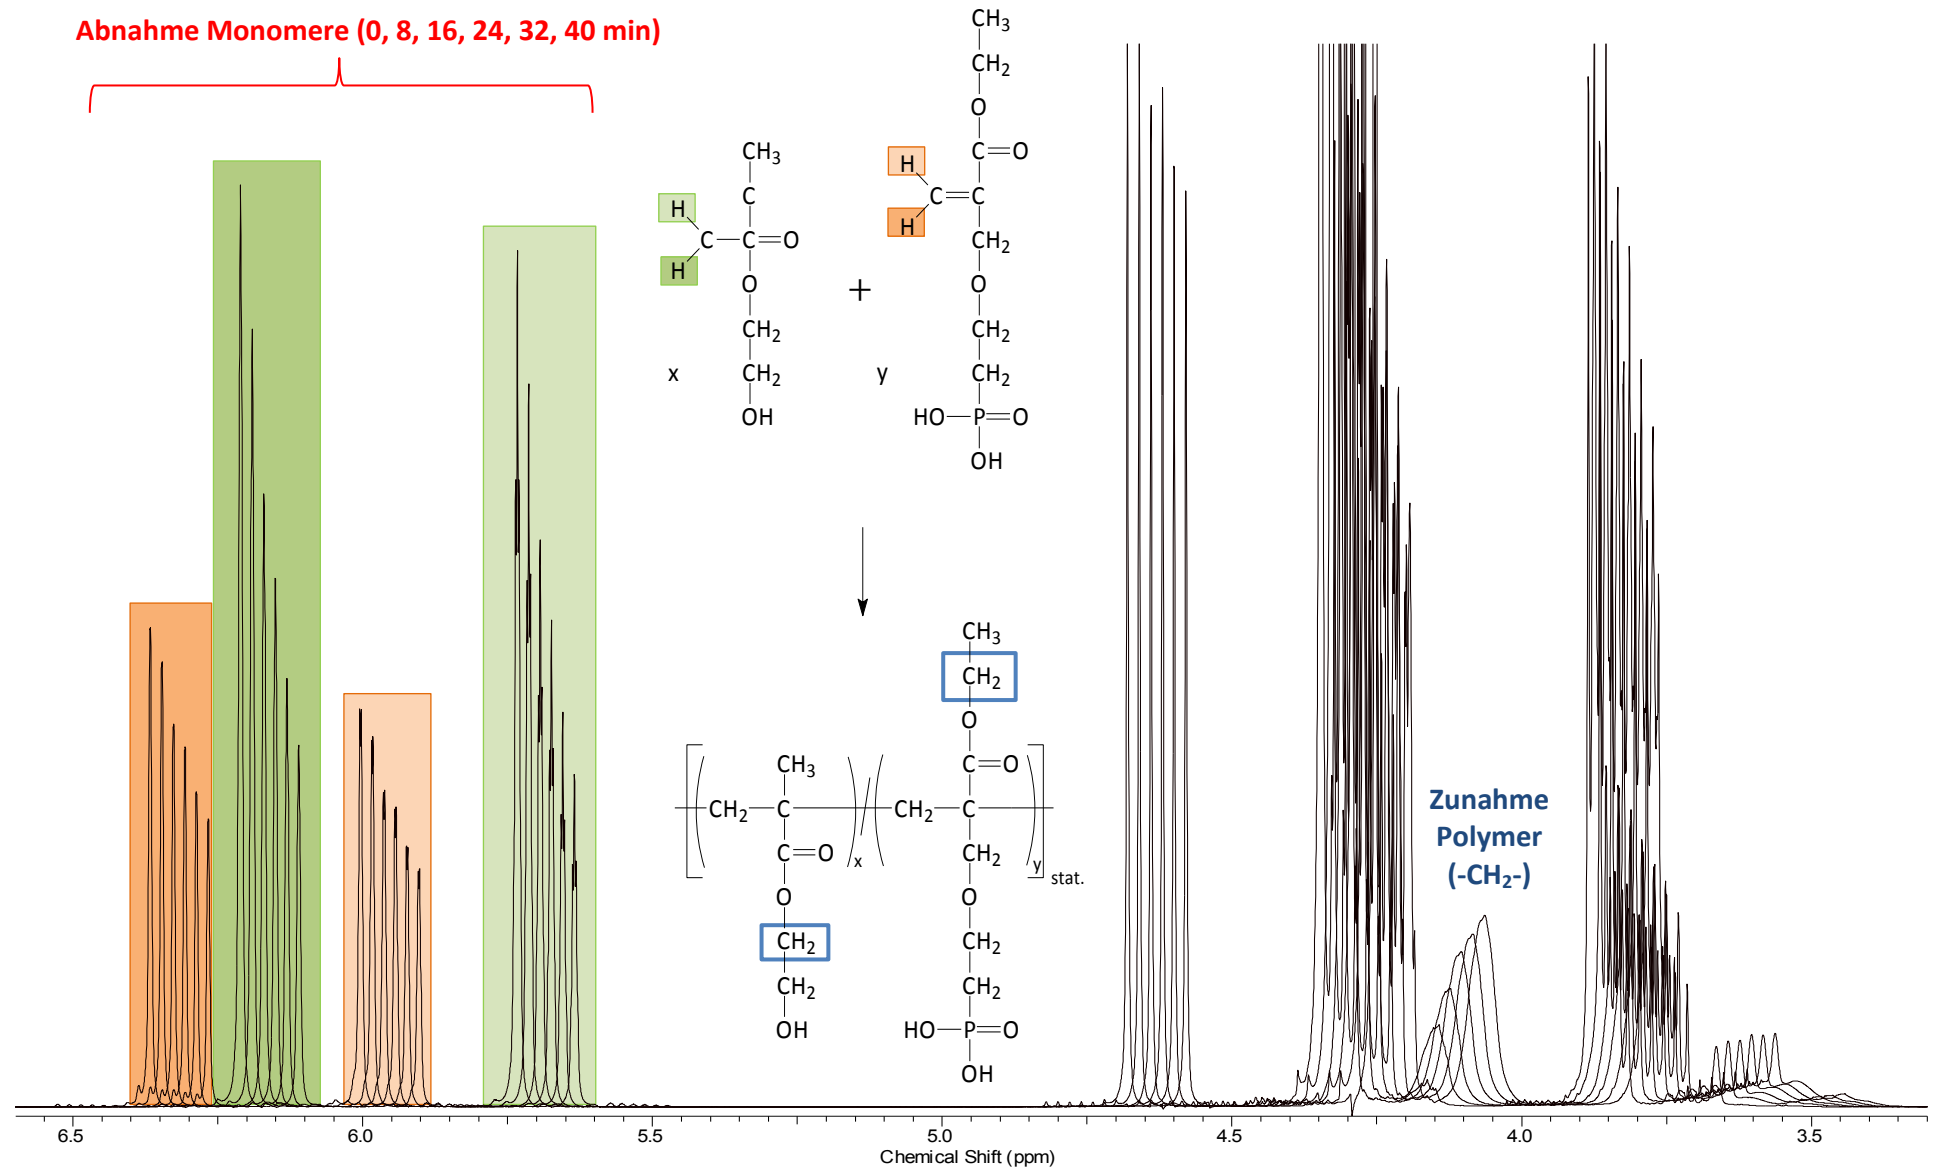 Abnahme Monomere (0, 8, 16, 24, 32, 40 min)
CH3
C
H
C
C
O
H
O
CH2
x
CH2
OH
+
CH3
CH2
O
H
C
O
C
C
H
CH2
O
CH2
y
CH2
HO
P
O
OH
CH3
CH2
O
CH3
C
O
CH2
C
CH2
C
C
O
x
CH2
y
stat.
O
O
CH2
CH2
CH2
CH2
OH
HO
P
O
OH
Zunahme
Polymer
(-CH2-)
6.5 6.0 5.5 5.0 4.5 4.0 3.5
Chemical Shift (ppm)